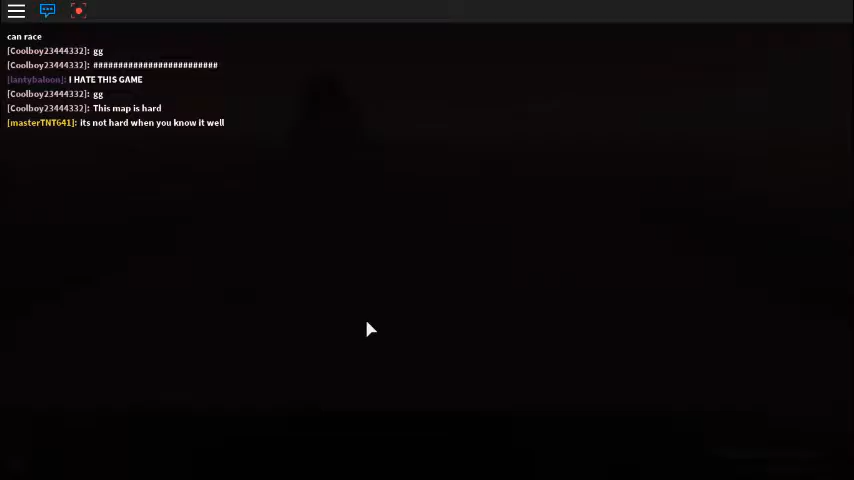 can race
[Coolboy23444332]: gg
[Coolboy23444332]: #########################
[lantybaloon]: I HATE THIS GAME
[Coolboy23444332]: gg
[Coolboy23444332]: This map is hard
[masterTNT641]: its not hard when you know it well